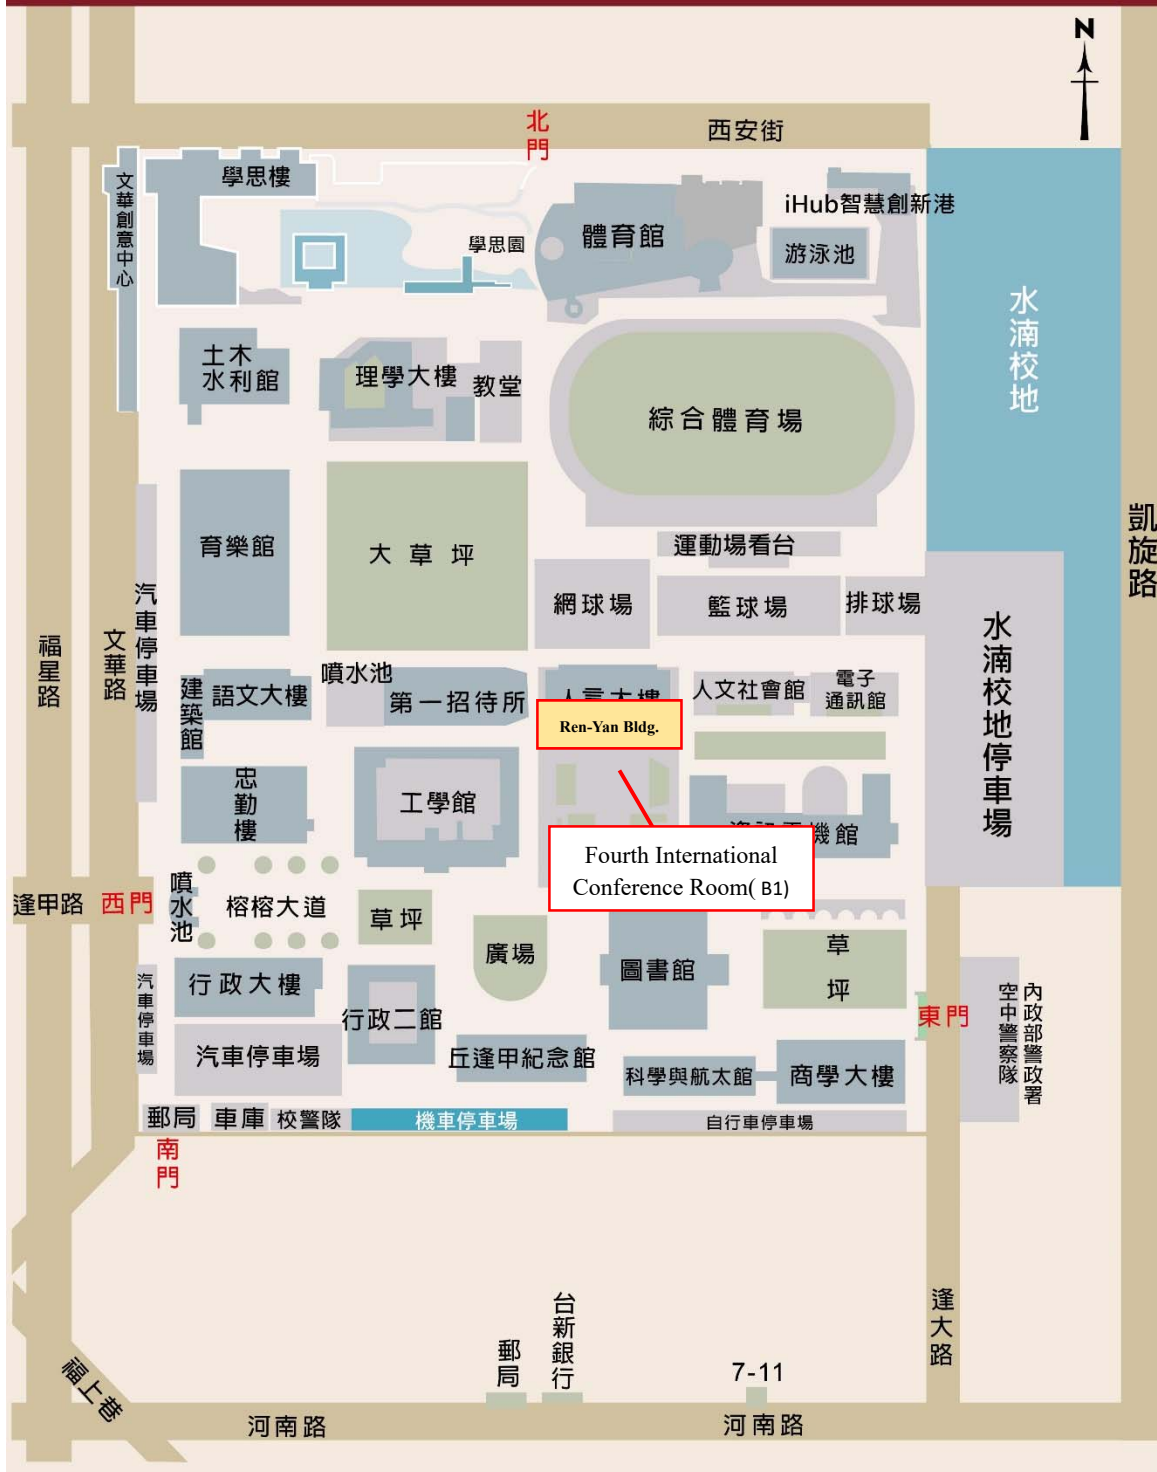 N
北門
西安街
文華創意中心
學思樓
學思園
體育館
iHub智慧創新港
游泳池
水湳校地
土木
水利館
理學大樓
教堂
綜合體育場
凱旋路
育樂館
大草坪
運動場看台
網球場
籃球場
排球場
汽車停車場
福星路
文華路
水湳校地停車場
建築館
語文大樓
噴水池
第一招待所
人言大樓
人文社會館
電子
通訊館
Ren-Yan Bldg.
忠勤樓
工學館
機館
Fourth International
Conference Room( B1)
逢甲路
西門
噴水池
榕榕大道
草坪
廣場
圖書館
草坪
汽車停車場
行政大樓
行政二館
東門
內政部警政署
空中警察隊
汽車停車場
丘逢甲紀念館
科學與航太館
商學大樓
郵局
車庫
校警隊
機車停車場
自行車停車場
南門
逢大路
台新銀行
郵局
7-11
福上巷
河南路
河南路